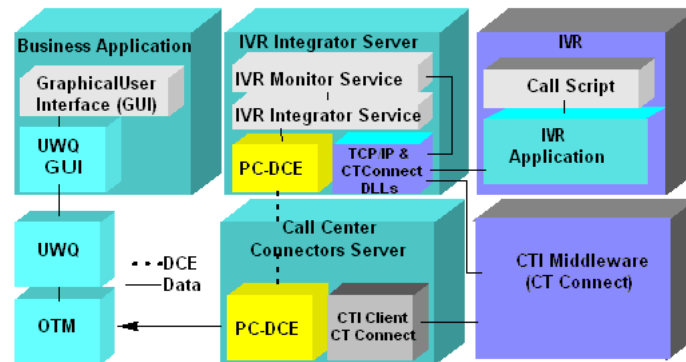 Business Application
GraphicalUser
Interface (GUI)
UWQ
GUI
UWQ
OTM
DCE
Data
IVR Integrator Server
IVR Monitor Service
IVR Integrator Service
PC-DCE
TCP/IP &
CTConnect
DLLs
IVR
Call Script
IVR
Application
Call Center
Connectors Server
PC-DCE
CTI Client
CT Connect
CTI Middleware
(CT Connect)